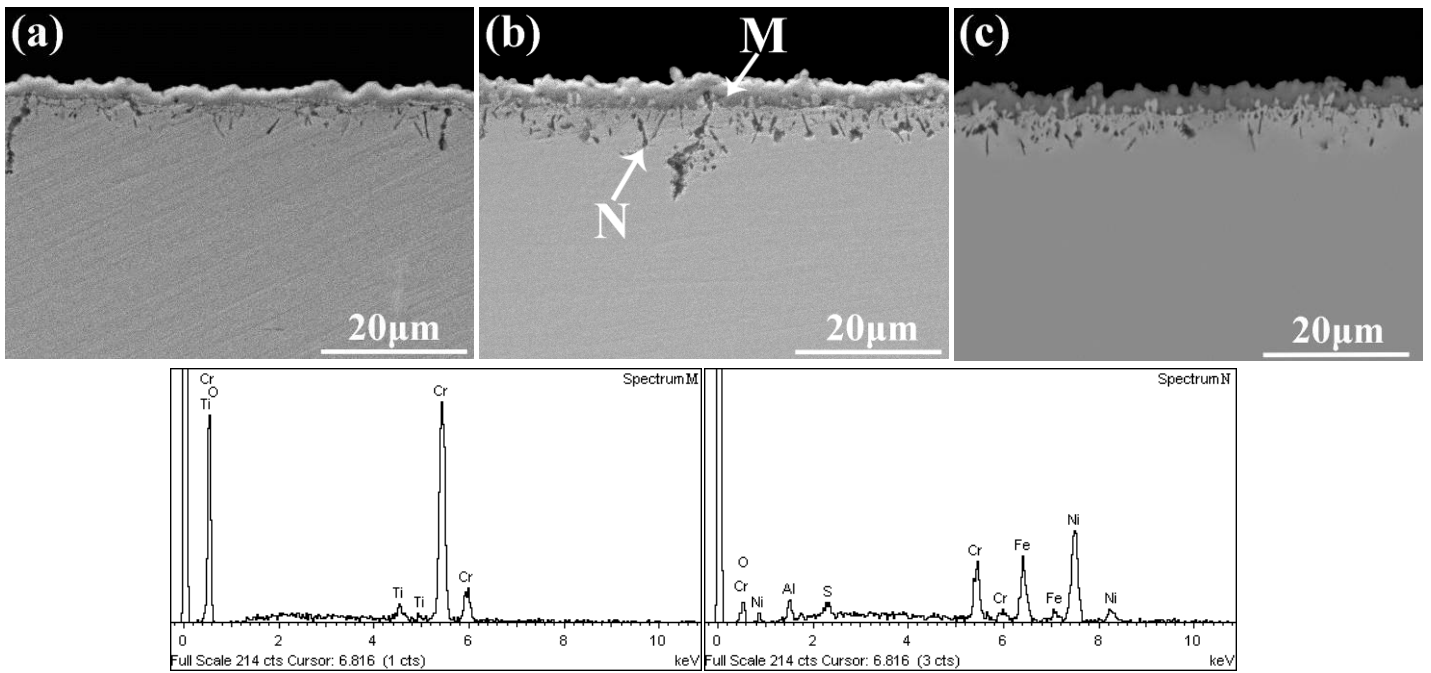 (a)
(b)
M
(c)
N
20μm
20μm
20μm
Cr
O
Ti
Spectrum M
Cr
Ti
Ti
Cr
0 2 4 6 8 10
Full Scale 214 cts Cursor: 6.816 (1 cts)
keV
Spectrum N
O
Cr
Ni
Al
S
Cr
Cr
Fe
Fe
Ni
Ni
0 2 4 6 8 10
Full Scale 214 cts Cursor: 6.816 (3 cts)
keV